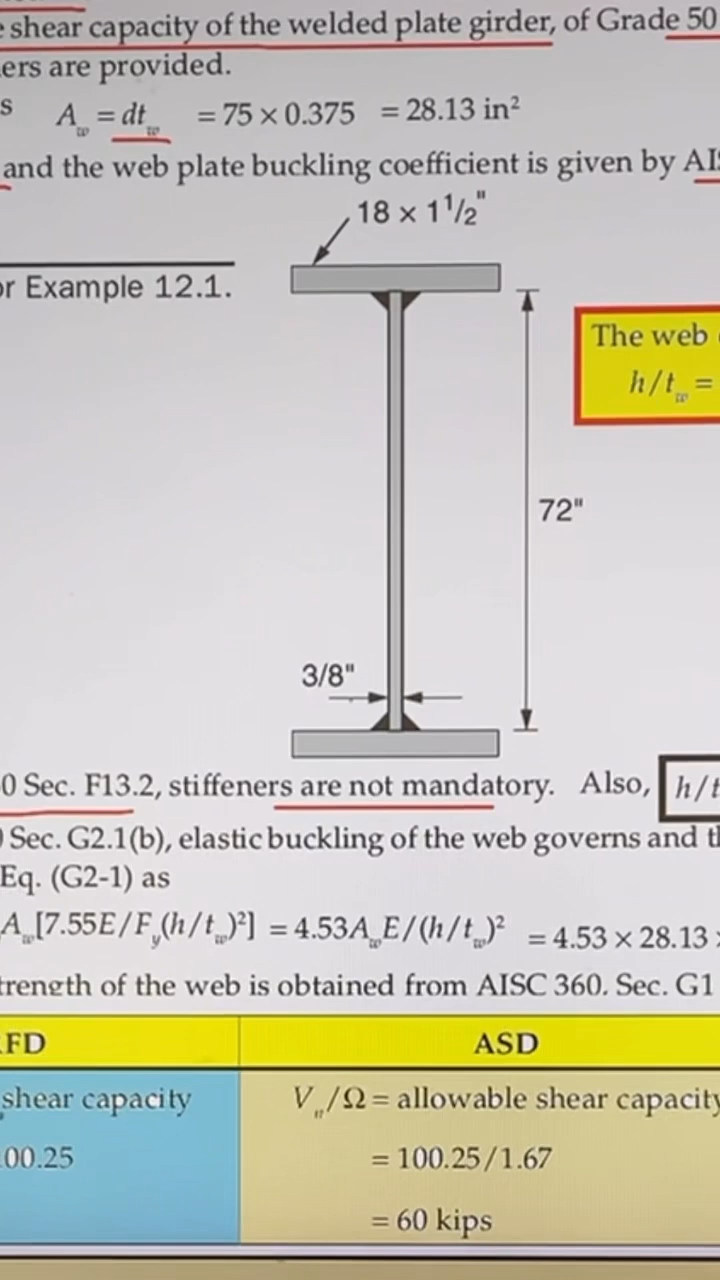 shear capacity of the welded plate girder, of Grade 50
ers are provided.
s A_w = dt_w = 75 × 0.375 = 28.13 in²
and the web plate buckling coefficient is given by AIS
18 × 1 1/2"
or Example 12.1.
The web
h/t_w =
72"
3/8"
0 Sec. F13.2, stiffeners are not mandatory. Also, h/t
Sec. G2.1(b), elastic buckling of the web governs and th
Eq. (G2-1) as
A_w[7.55E/F_y(h/t_w)²] = 4.53A_wE/(h/t_w)² = 4.53 × 28.13 ×
trength of the web is obtained from AISC 360. Sec. G1
FD ASD
shear capacity V_n/Ω = allowable shear capacity
00.25 = 100.25/1.67
= 60 kips